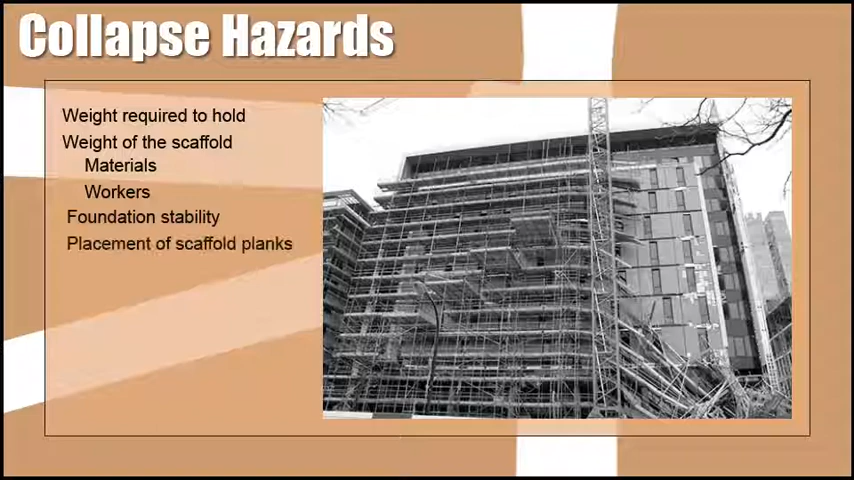 Collapse Hazards
Weight required to hold
Weight of the scaffold
Materials
Workers
Foundation stability
Placement of scaffold planks